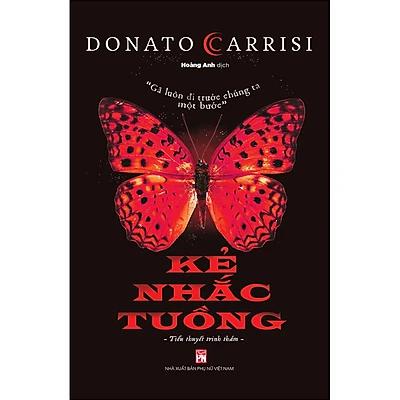 DONATO CARRISI
Hoàng Anh dịch
"Gã luôn đi trước chúng ta
một bước"
KẺ
NHẮC
TUỒNG
- Tiểu thuyết trinh thám -
PN
NHÀ XUẤT BẢN PHỤ NỮ VIỆT NAM